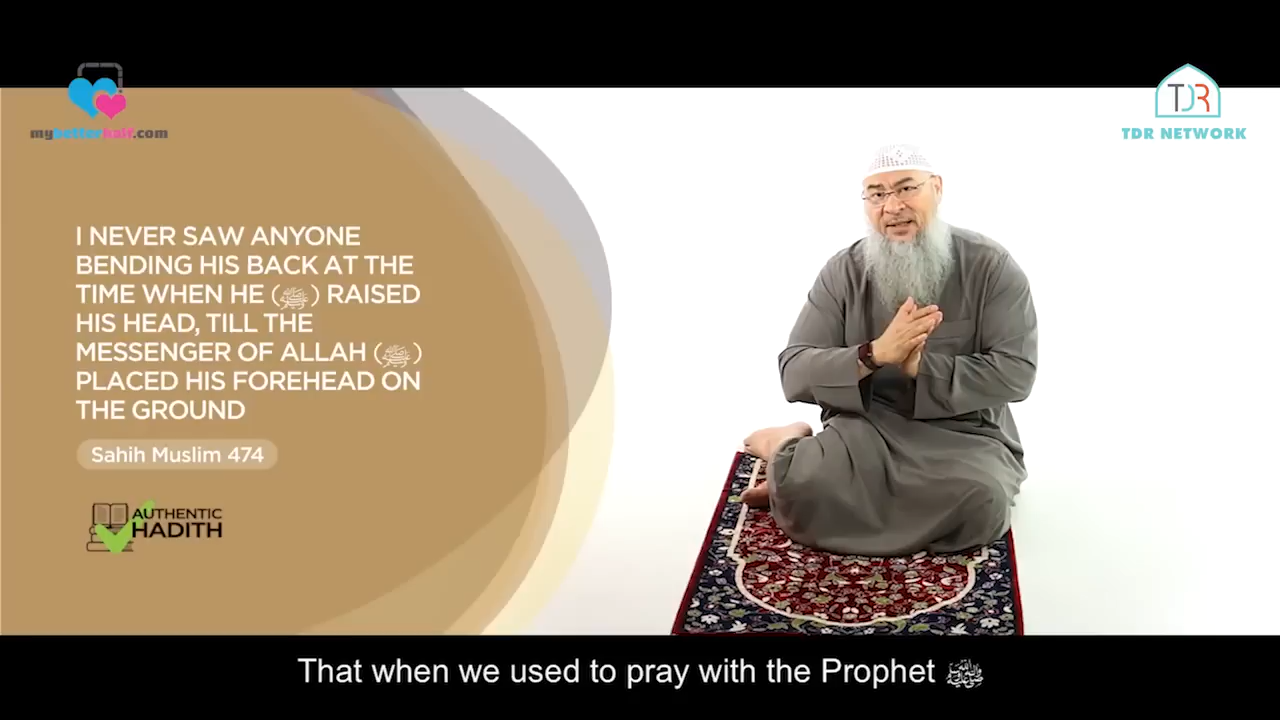 mybetterhalf.com
TDR
TDR NETWORK
I NEVER SAW ANYONE
BENDING HIS BACK AT THE
TIME WHEN HE (ﷺ) RAISED
HIS HEAD, TILL THE
MESSENGER OF ALLAH (ﷺ)
PLACED HIS FOREHEAD ON
THE GROUND
Sahih Muslim 474
AUTHENTIC
HADITH
That when we used to pray with the Prophet ﷺ